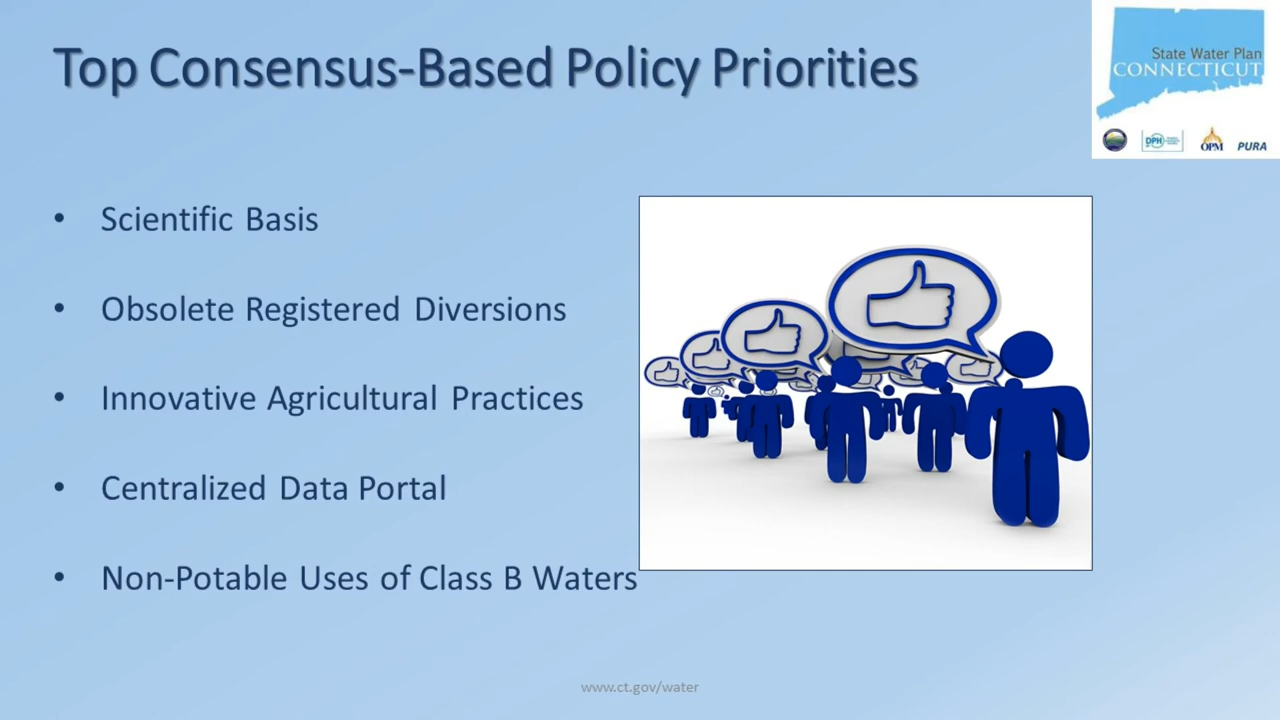 Top Consensus-Based Policy Priorities
State Water Plan
CONNECTICUT
DPH
OPM
PURA
• Scientific Basis
• Obsolete Registered Diversions
• Innovative Agricultural Practices
• Centralized Data Portal
• Non-Potable Uses of Class B Waters
www.ct.gov/water